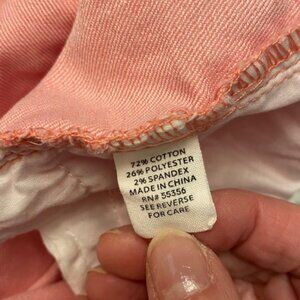 72% COTTON
26% POLYESTER
2% SPANDEX
MADE IN CHINA
RN# 55356
SEE REVERSE
FOR CARE